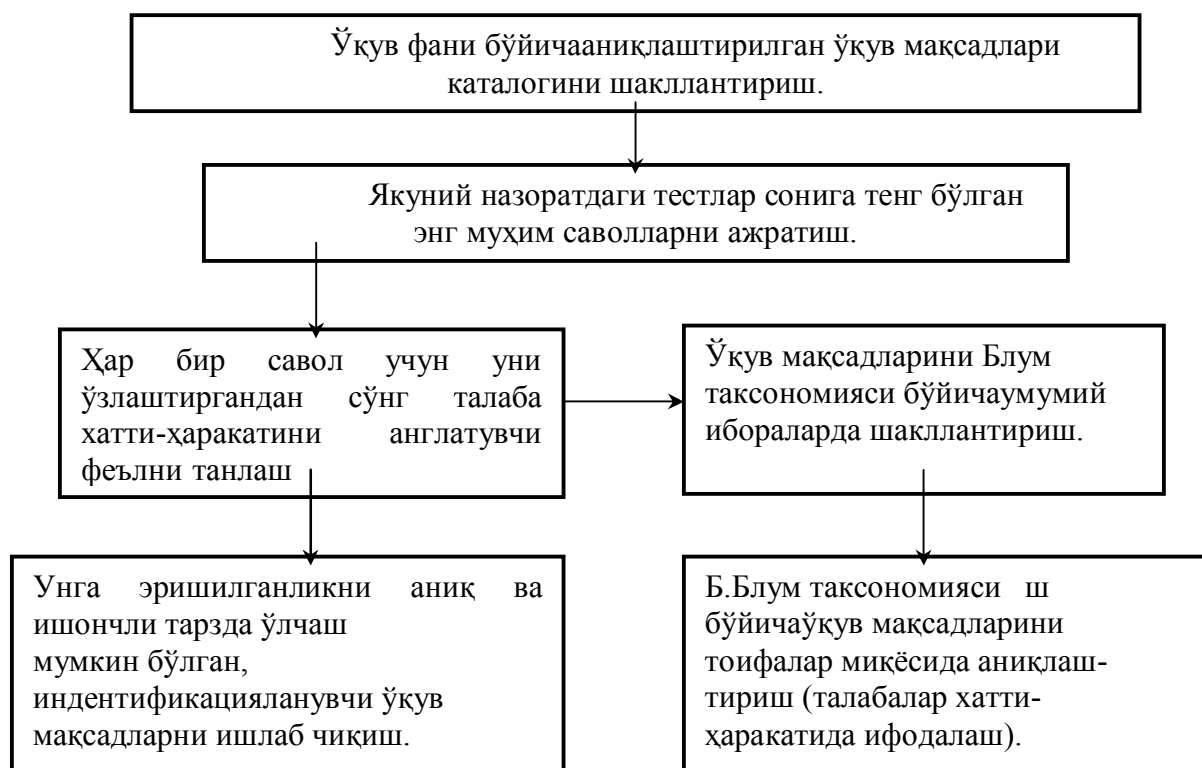 Ўқув фани бўйичааниқлаштирилган ўқув мақсадлари
каталогини шакллантириш.
Якуний назоратдаги тестлар сонига тенг бўлган
энг муҳим саволларни ажратиш.
Ҳар бир савол учун уни
ўзлаштиргандан сўнг талаба
хатти-ҳаракатини англатувчи
феълни танлаш
Ўқув мақсадларини Блум
таксономияси бўйичаумумий
ибораларда шакллантириш.
Унга эришилганликни аниқ ва
ишончли тарзда ўлчаш
мумкин бўлган,
индентификацияланувчи ўқув
мақсадларни ишлаб чиқиш.
Б.Блум таксономияси ш
бўйичаўқув мақсадларини
тоифалар миқёсида аниқлаш-
тириш (талабалар хатти-
ҳаракатида ифодалаш).